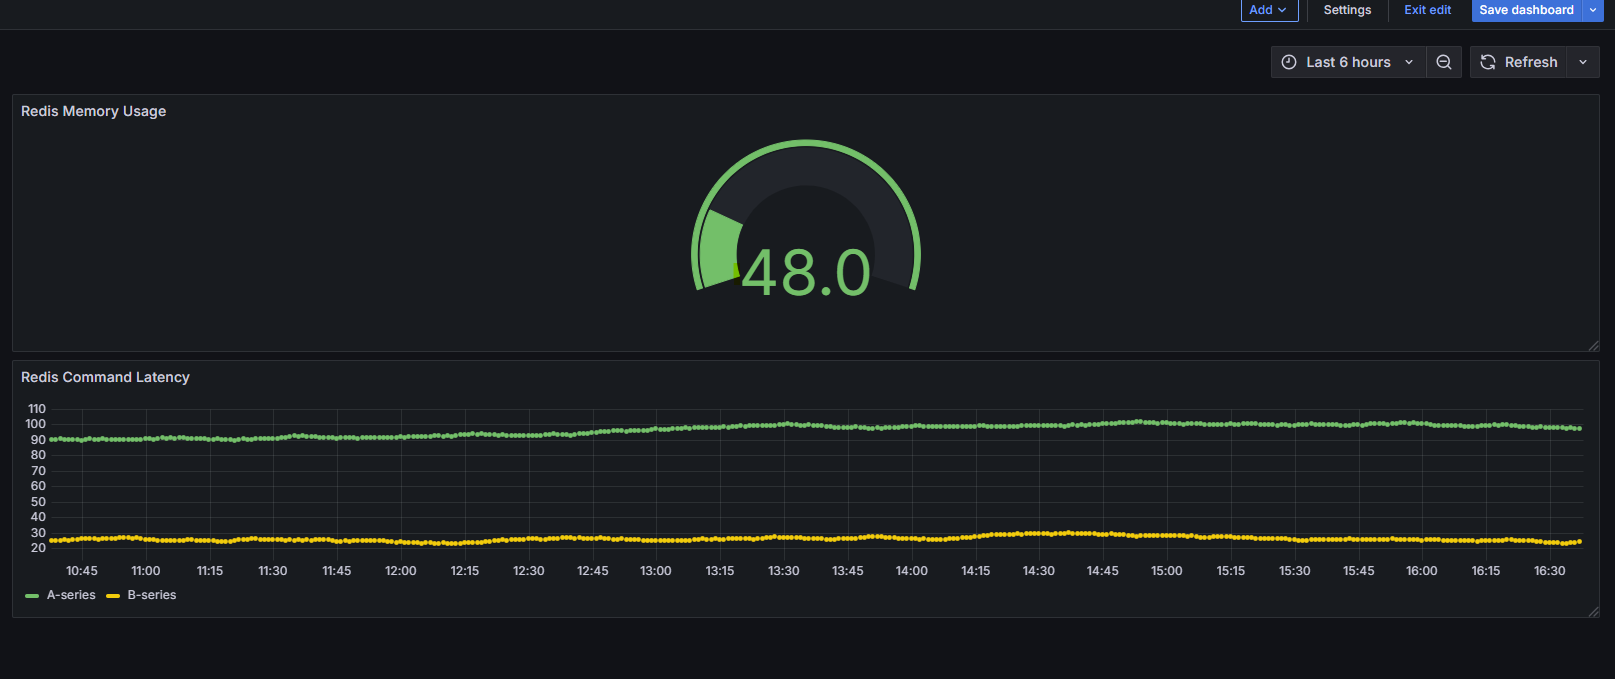 Add Settings Exit edit Save dashboard
Last 6 hours Refresh
Redis Memory Usage
48.0
Redis Command Latency
110
100
90
80
70
60
50
40
30
20
10:45 11:00 11:15 11:30 11:45 12:00 12:15 12:30 12:45 13:00 13:15 13:30 13:45 14:00 14:15 14:30 14:45 15:00 15:15 15:30 15:45 16:00 16:15 16:30
A-series B-series